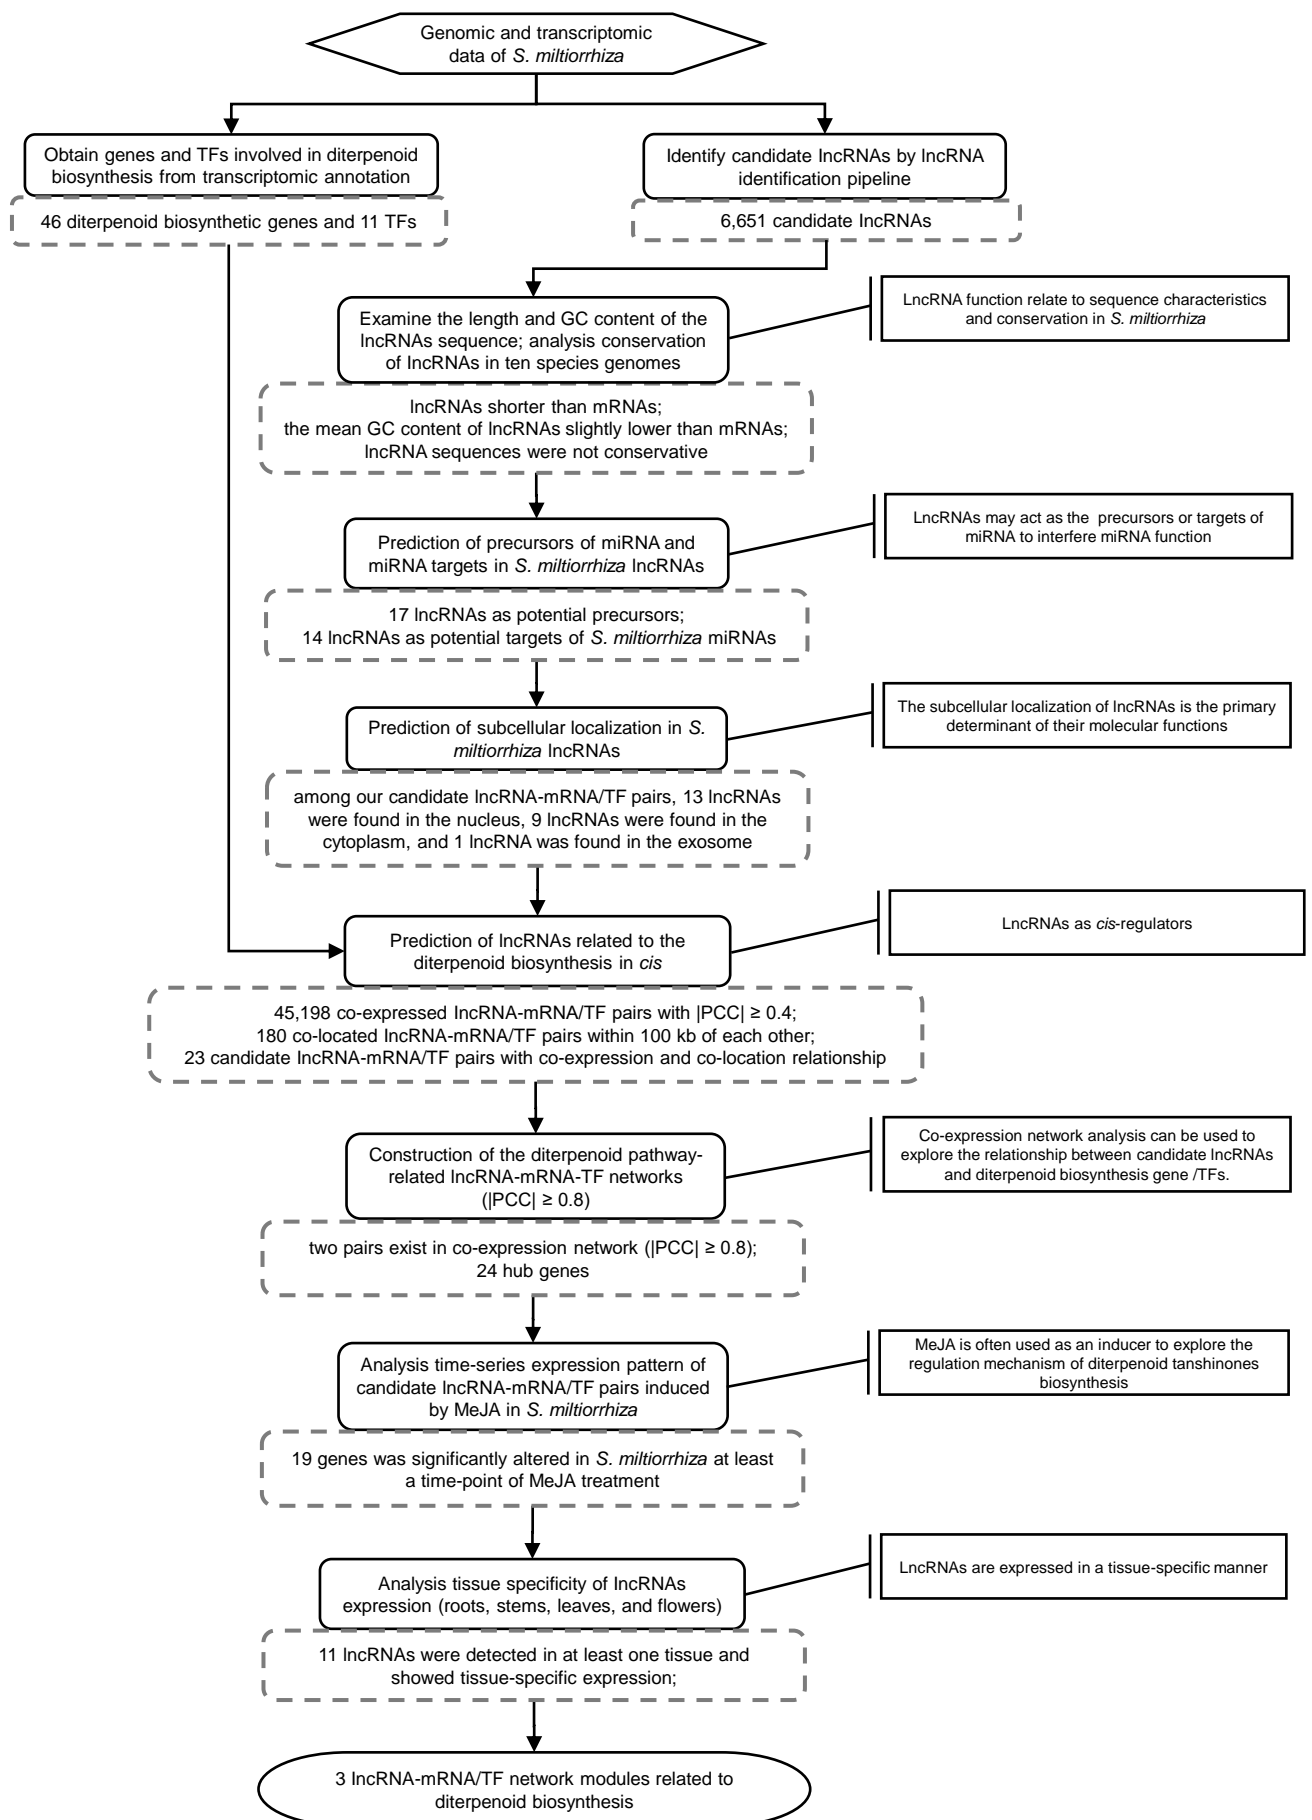 Genomic and transcriptomic
data of S. miltiorrhiza
Obtain genes and TFs involved in diterpenoid
biosynthesis from transcriptomic annotation
46 diterpenoid biosynthetic genes and 11 TFs
Identify candidate lncRNAs by lncRNA
identification pipeline
6,651 candidate lncRNAs
Examine the length and GC content of the
lncRNAs sequence; analysis conservation
of lncRNAs in ten species genomes
LncRNA function relate to sequence characteristics
and conservation in S. miltiorrhiza
lncRNAs shorter than mRNAs;
the mean GC content of lncRNAs slightly lower than mRNAs;
lncRNA sequences were not conservative
Prediction of precursors of miRNA and
miRNA targets in S. miltiorrhiza lncRNAs
LncRNAs may act as the precursors or targets of
miRNA to interfere miRNA function
17 lncRNAs as potential precursors;
14 lncRNAs as potential targets of S. miltiorrhiza miRNAs
Prediction of subcellular localization in S.
miltiorrhiza lncRNAs
The subcellular localization of lncRNAs is the primary
determinant of their molecular functions
among our candidate lncRNA-mRNA/TF pairs, 13 lncRNAs
were found in the nucleus, 9 lncRNAs were found in the
cytoplasm, and 1 lncRNA was found in the exosome
Prediction of lncRNAs related to the
diterpenoid biosynthesis in cis
LncRNAs as cis-regulators
45,198 co-expressed lncRNA-mRNA/TF pairs with |PCC| ≥ 0.4;
180 co-located lncRNA-mRNA/TF pairs within 100 kb of each other;
23 candidate lncRNA-mRNA/TF pairs with co-expression and co-location relationship
Construction of the diterpenoid pathway-
related lncRNA-mRNA-TF networks
(|PCC| ≥ 0.8)
Co-expression network analysis can be used to
explore the relationship between candidate lncRNAs
and diterpenoid biosynthesis gene /TFs.
two pairs exist in co-expression network (|PCC| ≥ 0.8);
24 hub genes
Analysis time-series expression pattern of
candidate lncRNA-mRNA/TF pairs induced
by MeJA in S. miltiorrhiza
MeJA is often used as an inducer to explore the
regulation mechanism of diterpenoid tanshinones
biosynthesis
19 genes was significantly altered in S. miltiorrhiza at least
a time-point of MeJA treatment
Analysis tissue specificity of lncRNAs
expression (roots, stems, leaves, and flowers)
LncRNAs are expressed in a tissue-specific manner
11 lncRNAs were detected in at least one tissue and
showed tissue-specific expression;
3 lncRNA-mRNA/TF network modules related to
diterpenoid biosynthesis